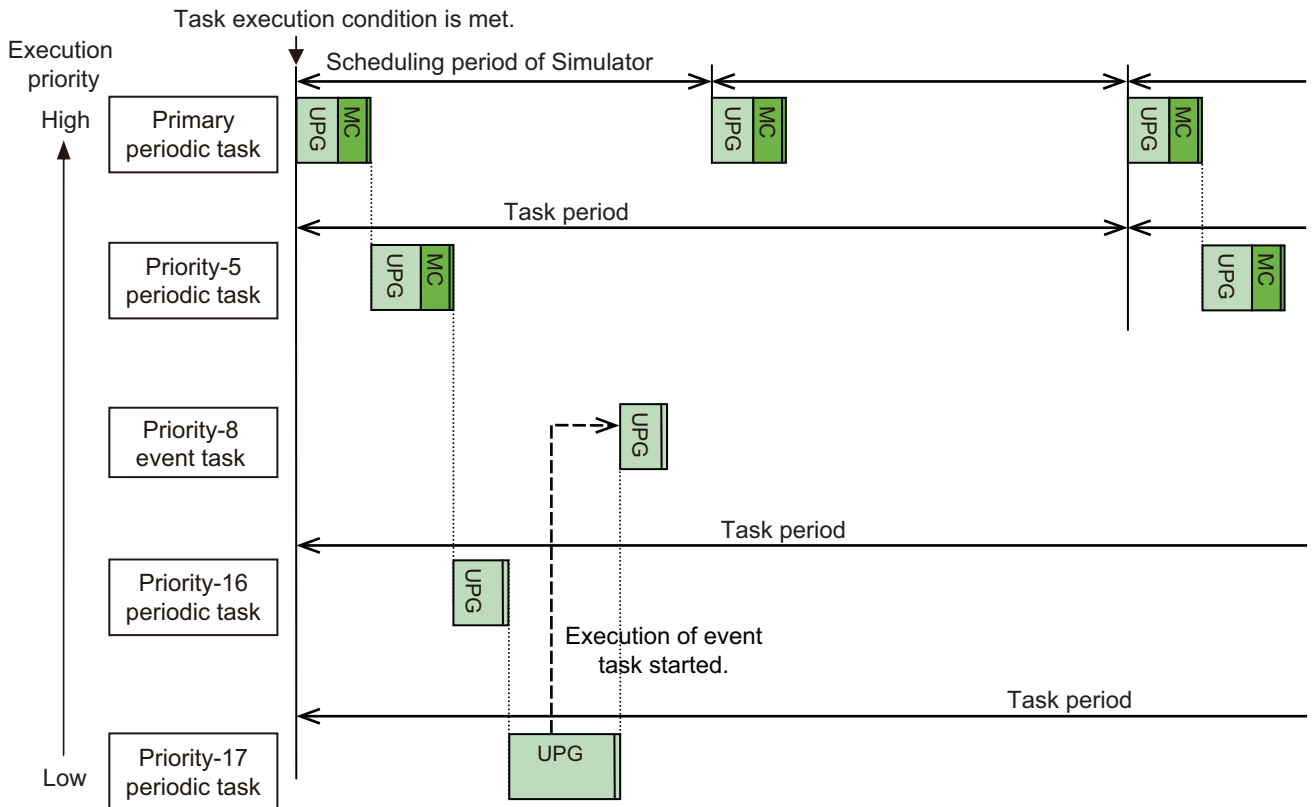 Task execution condition is met.
Execution
priority
Scheduling period of Simulator
High
Primary
periodic task
UPG
MC
UPG
MC
UPG
MC
Task period
Priority-5
periodic task
UPG
MC
UPG
MC
Priority-8
event task
UPG
Task period
Priority-16
periodic task
UPG
Execution of event
task started.
Task period
Priority-17
periodic task
UPG
Low